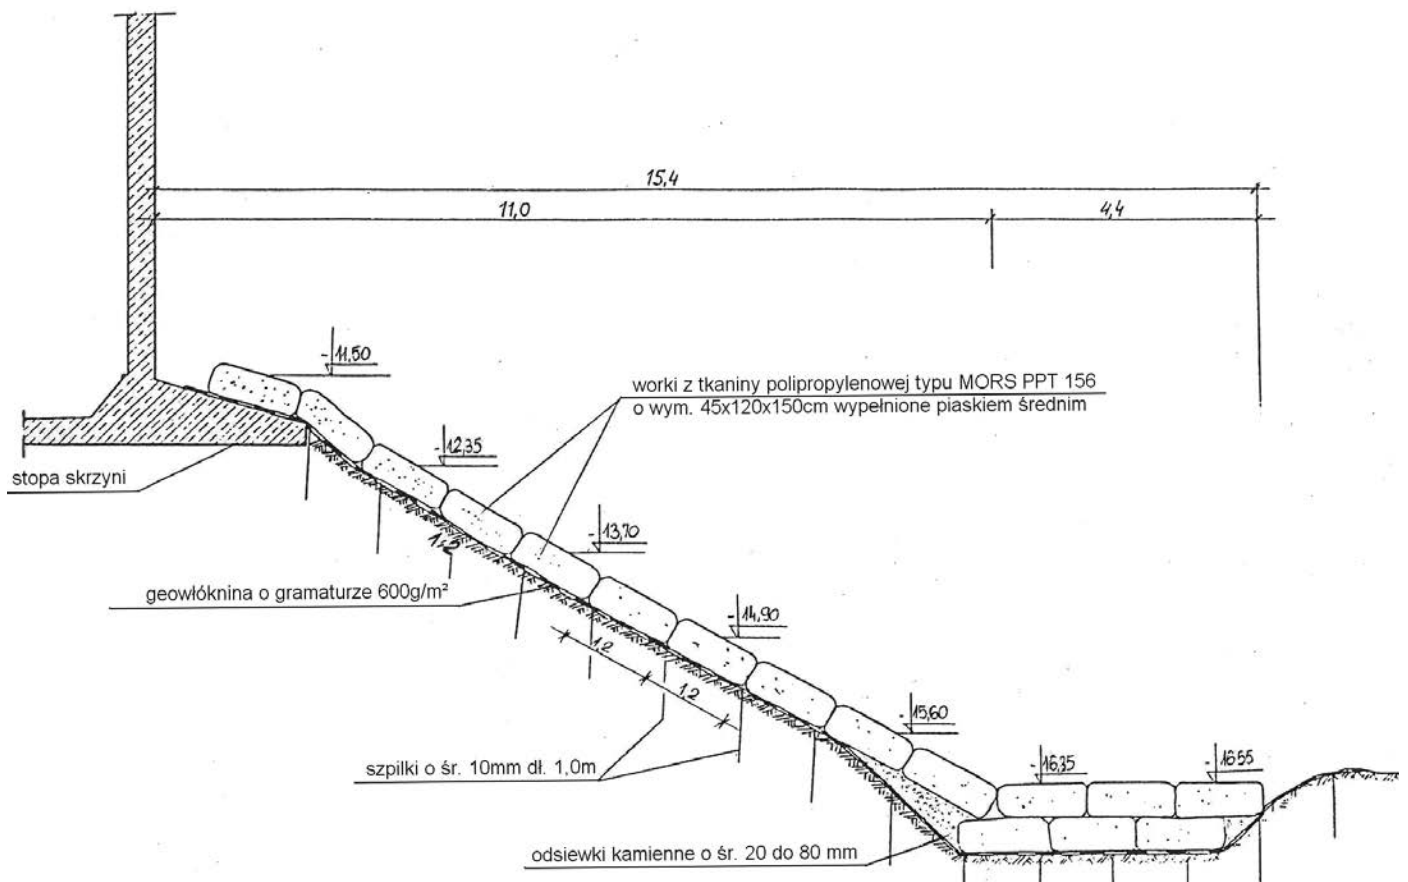 15,4
11,0
4,4
-11,50
worki z tkaniny polipropylenowej typu MORS PPT 156
o wym. 45x120x150cm wypełnione piaskiem średnim
-12,35
stopa skrzyni
-13,70
1:2
geowłóknina o gramaturze 600g/m²
-14,90
1,2
1,2
-15,60
szpilki o śr. 10mm dł. 1,0m
-16,35
-16,55
odsiewki kamienne o śr. 20 do 80 mm